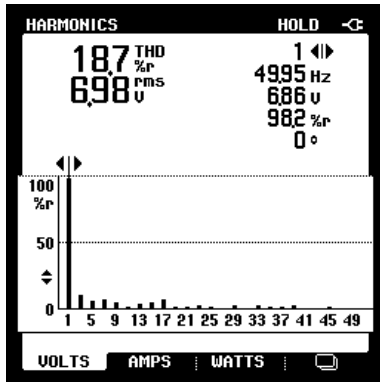 HARMONICS HOLD
18,7 THD %r
6,98 rms V
1
49,95 Hz
6,86 V
98,2 %r
0 °
100
%r
50
0
1 5 9 13 17 21 25 29 33 37 41 45 49
VOLTS AMPS WATTS